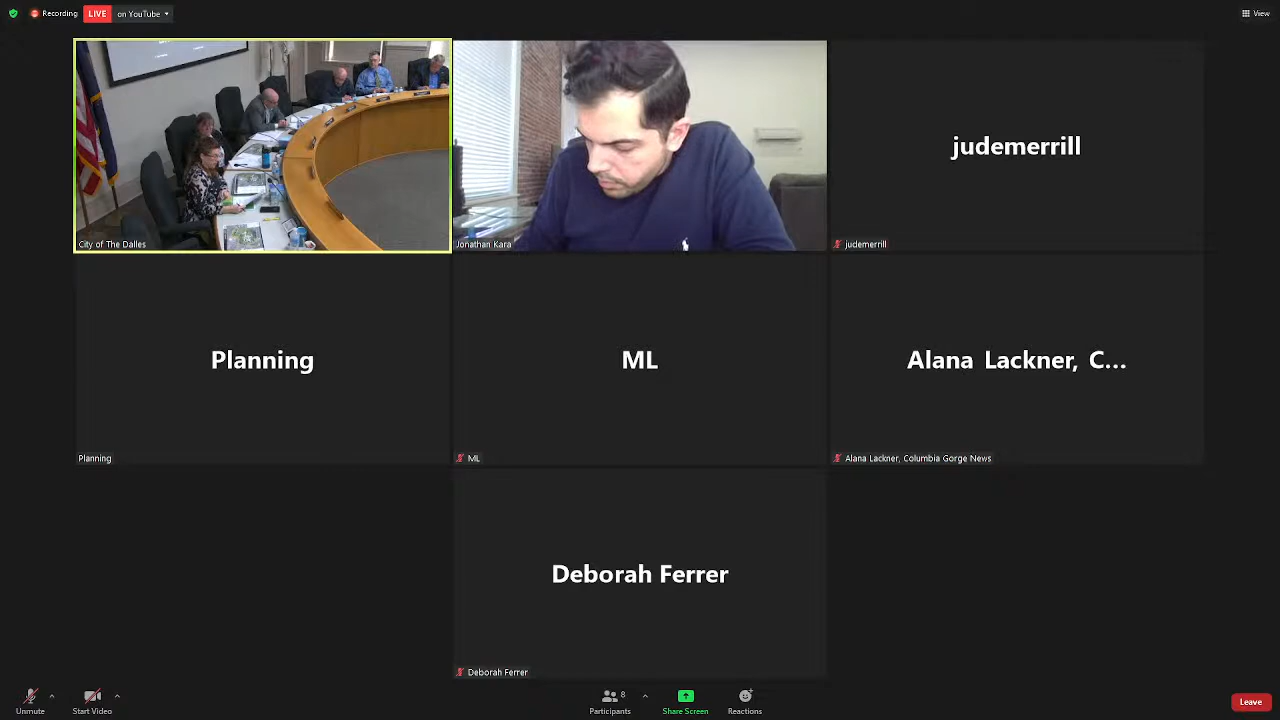 Recording
LIVE
on YouTube
View
City of The Dalles
Jonathan Kara
judemerrill
judemerrill
Planning
Planning
ML
ML
Alana Lackner, C...
Alana Lackner, Columbia Gorge News
Deborah Ferrer
Deborah Ferrer
Unmute
Start Video
8
Participants
Share Screen
Reactions
Leave